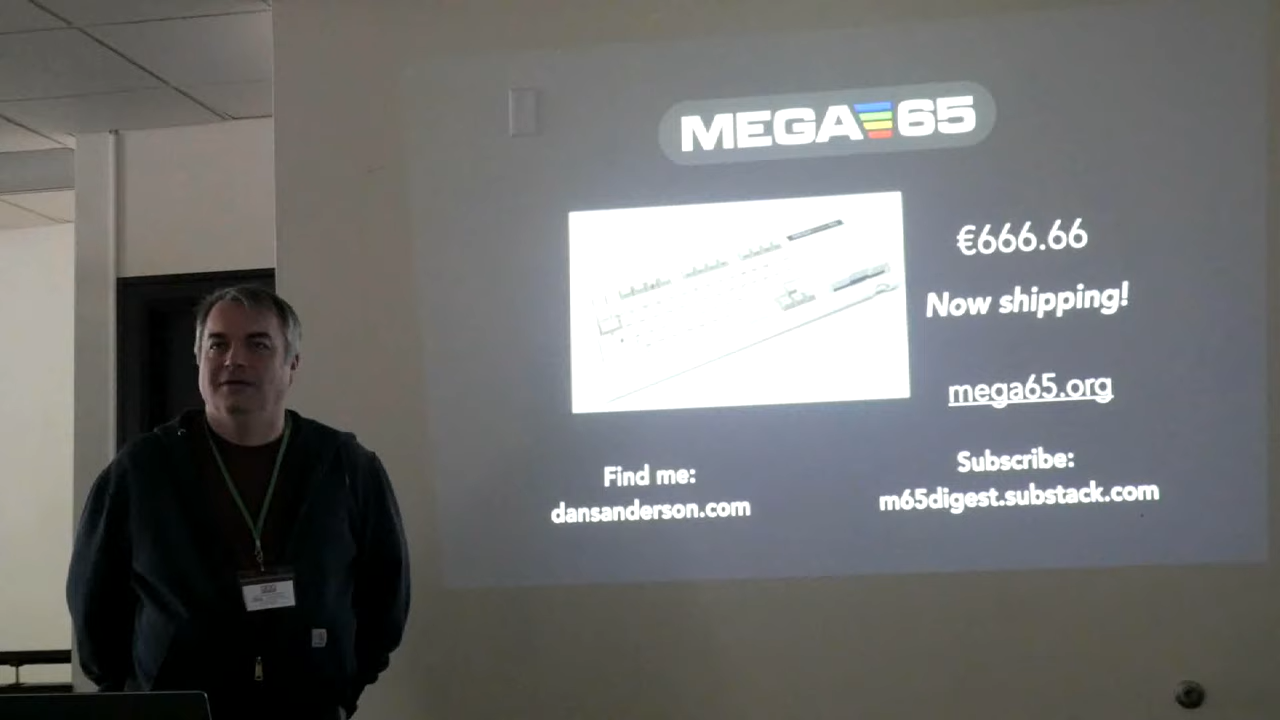 MEGA65
€666.66
Now shipping!
mega65.org
Find me:
dansanderson.com
Subscribe:
m65digest.substack.com